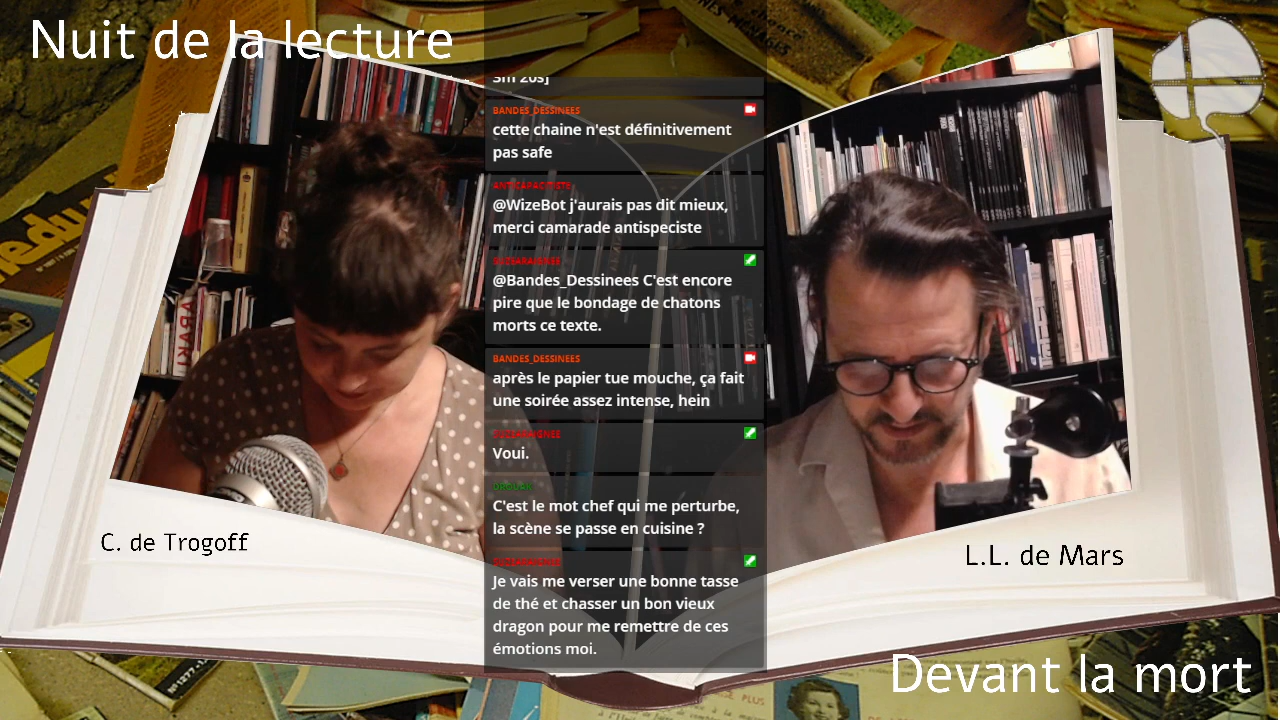 Nuit de la lecture
BANDES_DESSINEES
cette chaine n'est définitivement
pas safe
@WizeBot j'aurais pas dit mieux,
merci camarade antispeciste
@Bandes_Dessinees C'est encore
pire que le bondage de chatons
morts ce texte.
BANDES_DESSINEES
après le papier tue mouche, ça fait
une soirée assez intense, hein
Voui.
C'est le mot chef qui me perturbe,
la scène se passe en cuisine ?
Je vais me verser une bonne tasse
de thé et chasser un bon vieux
dragon pour me remettre de ces
émotions moi.
ARAKI
C. de Trogoff
L.L. de Mars
Devant la mort